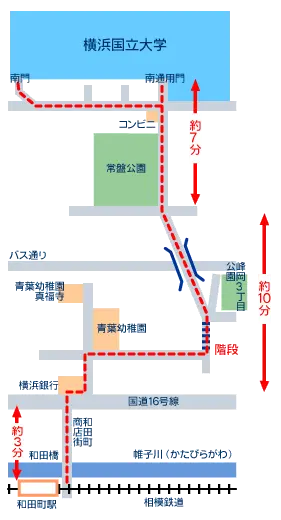 横浜国立大学
南門
南通用門
コンビニ
約7分
常盤公園
バス通り
公園
峰岡3丁目
約10分
青葉幼稚園
真福寺
青葉幼稚園
階段
横浜銀行
国道16号線
和田町
商店街
約3分
和田橋
帷子川（かたびらがわ）
和田町駅
相模鉄道